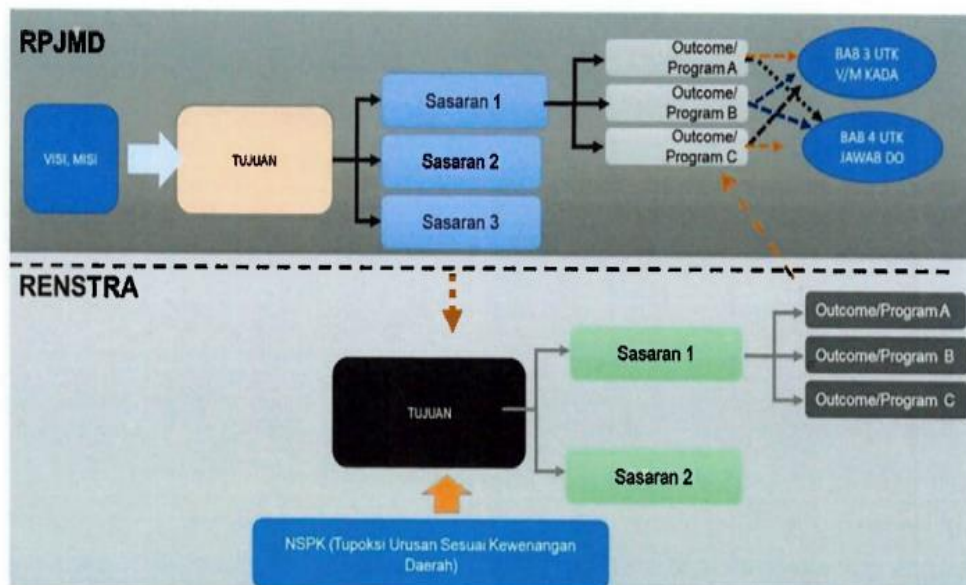 RPJMD
VISI, MISI
TUJUAN
Sasaran 1
Sasaran 2
Sasaran 3
Outcome/
Program A
Outcome/
Program B
Outcome/
Program C
BAB 3 UTK
V/M KADA
BAB 4 UTK
JAWAB DO
RENSTRA
TUJUAN
Sasaran 1
Sasaran 2
Outcome/Program A
Outcome/Program B
Outcome/Program C
NSPK (Tupoksi Urusan Sesuai Kewenangan
Daerah)